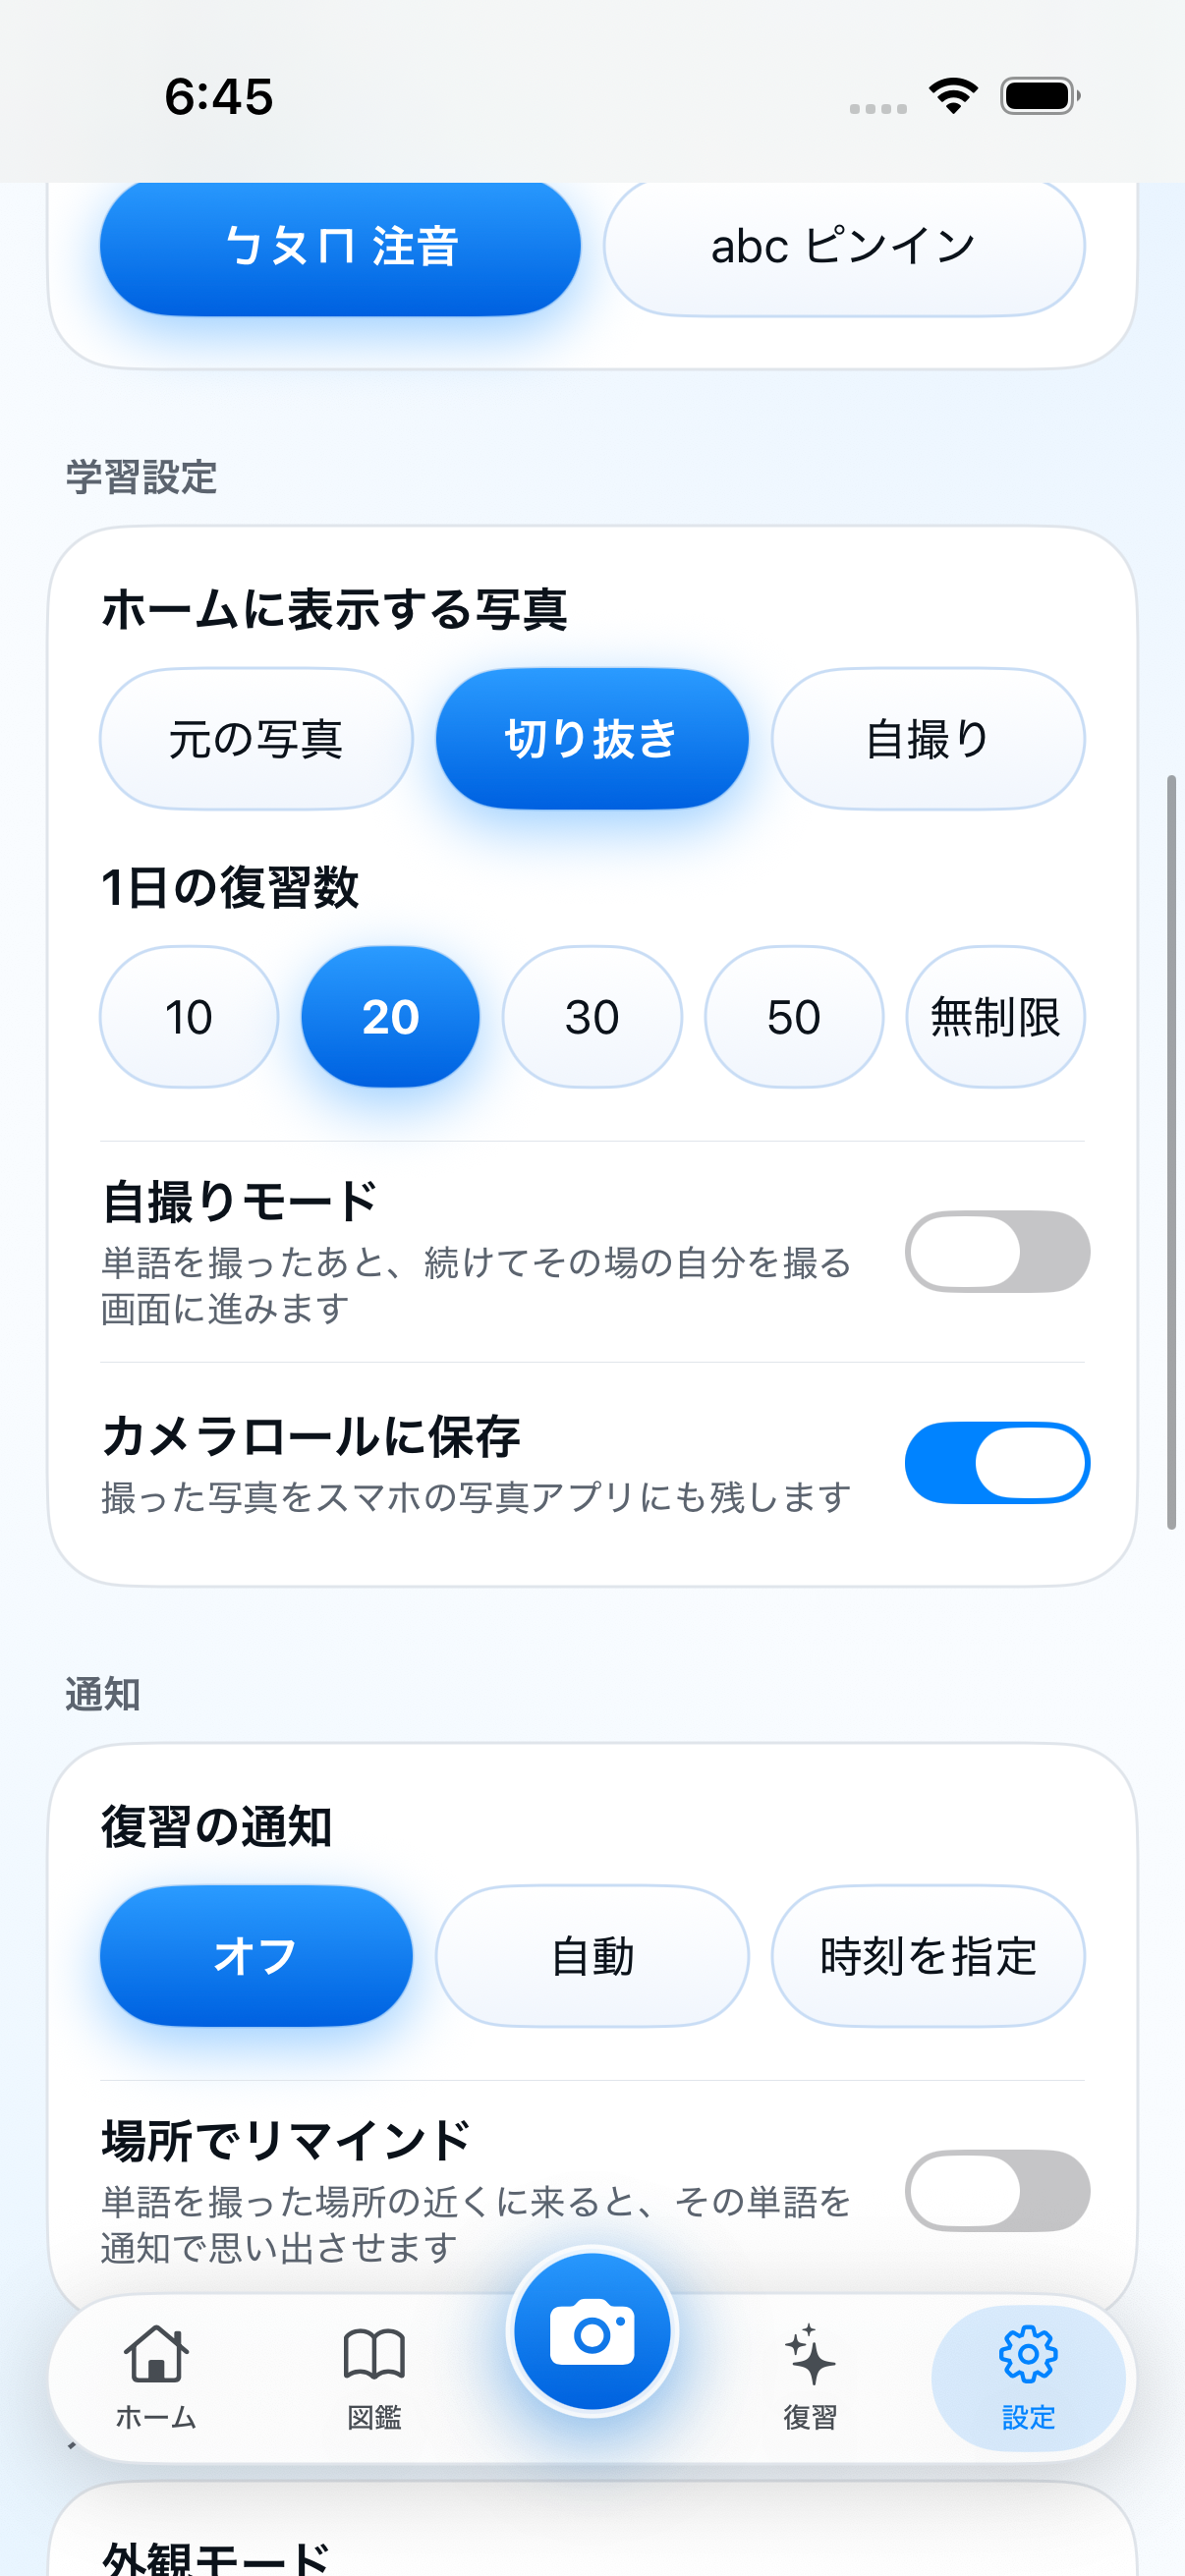 6:45
ㄅㄆㄇ 注音
abc ピンイン
学習設定
ホームに表示する写真
元の写真
切り抜き
自撮り
1日の復習数
10
20
30
50
無制限
自撮りモード
単語を撮ったあと、続けてその場の自分を撮る
画面に進みます
カメラロールに保存
撮った写真をスマホの写真アプリにも残します
通知
復習の通知
オフ
自動
時刻を指定
場所でリマインド
単語を撮った場所の近くに来ると、その単語を
通知で思い出させます
ホーム
図鑑
復習
設定
外観モード